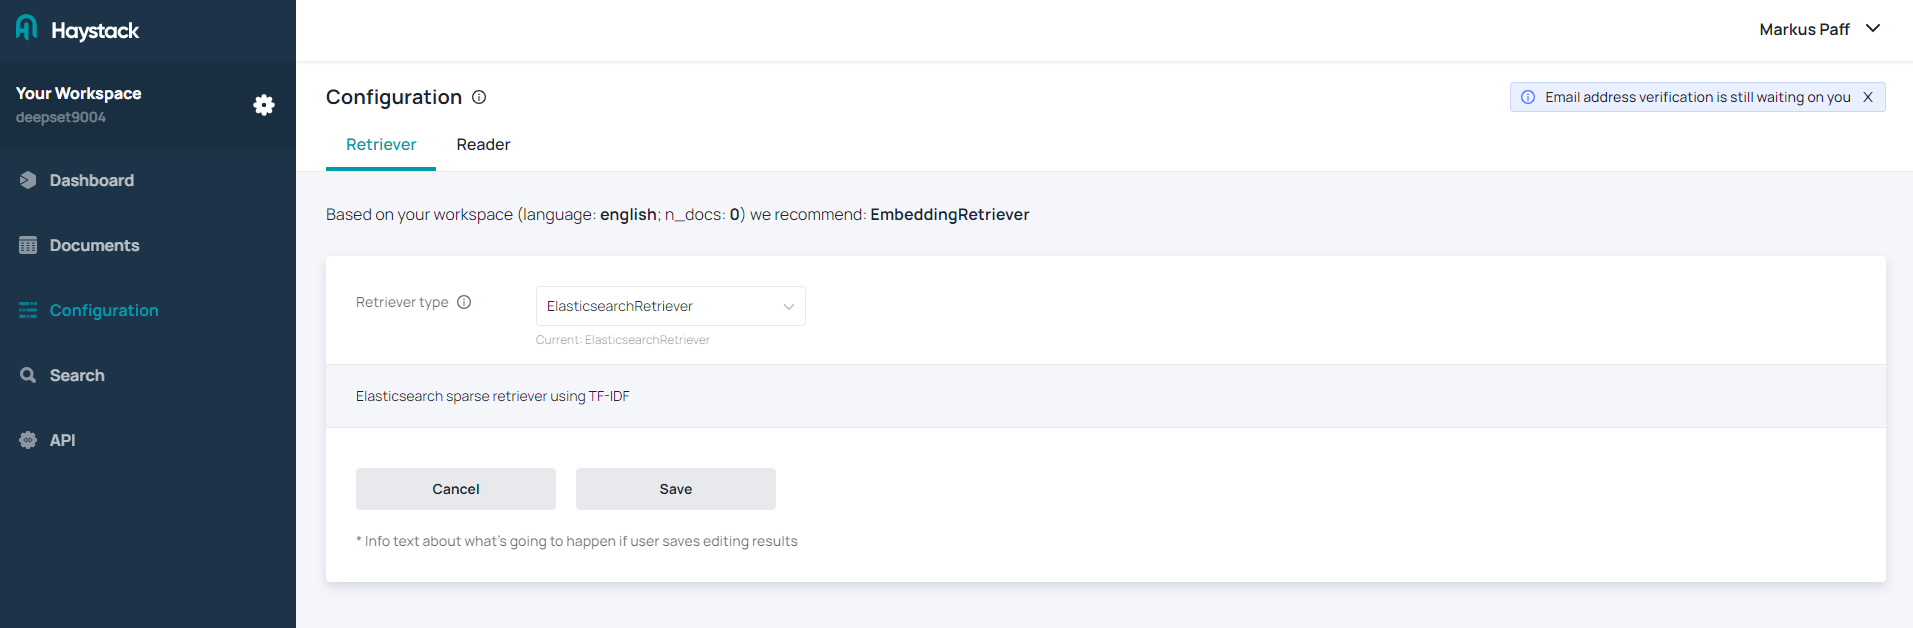 Haystack
Markus Paff
Your Workspace
deepset9004
Dashboard
Documents
Configuration
Search
API
Configuration
Email address verification is still waiting on you X
Retriever Reader
Based on your workspace (language: english; n_docs: 0) we recommend: EmbeddingRetriever
Retriever type ElasticsearchRetriever
Current: ElasticsearchRetriever
Elasticsearch sparse retriever using TF-IDF
Cancel Save
* Info text about what's going to happen if user saves editing results